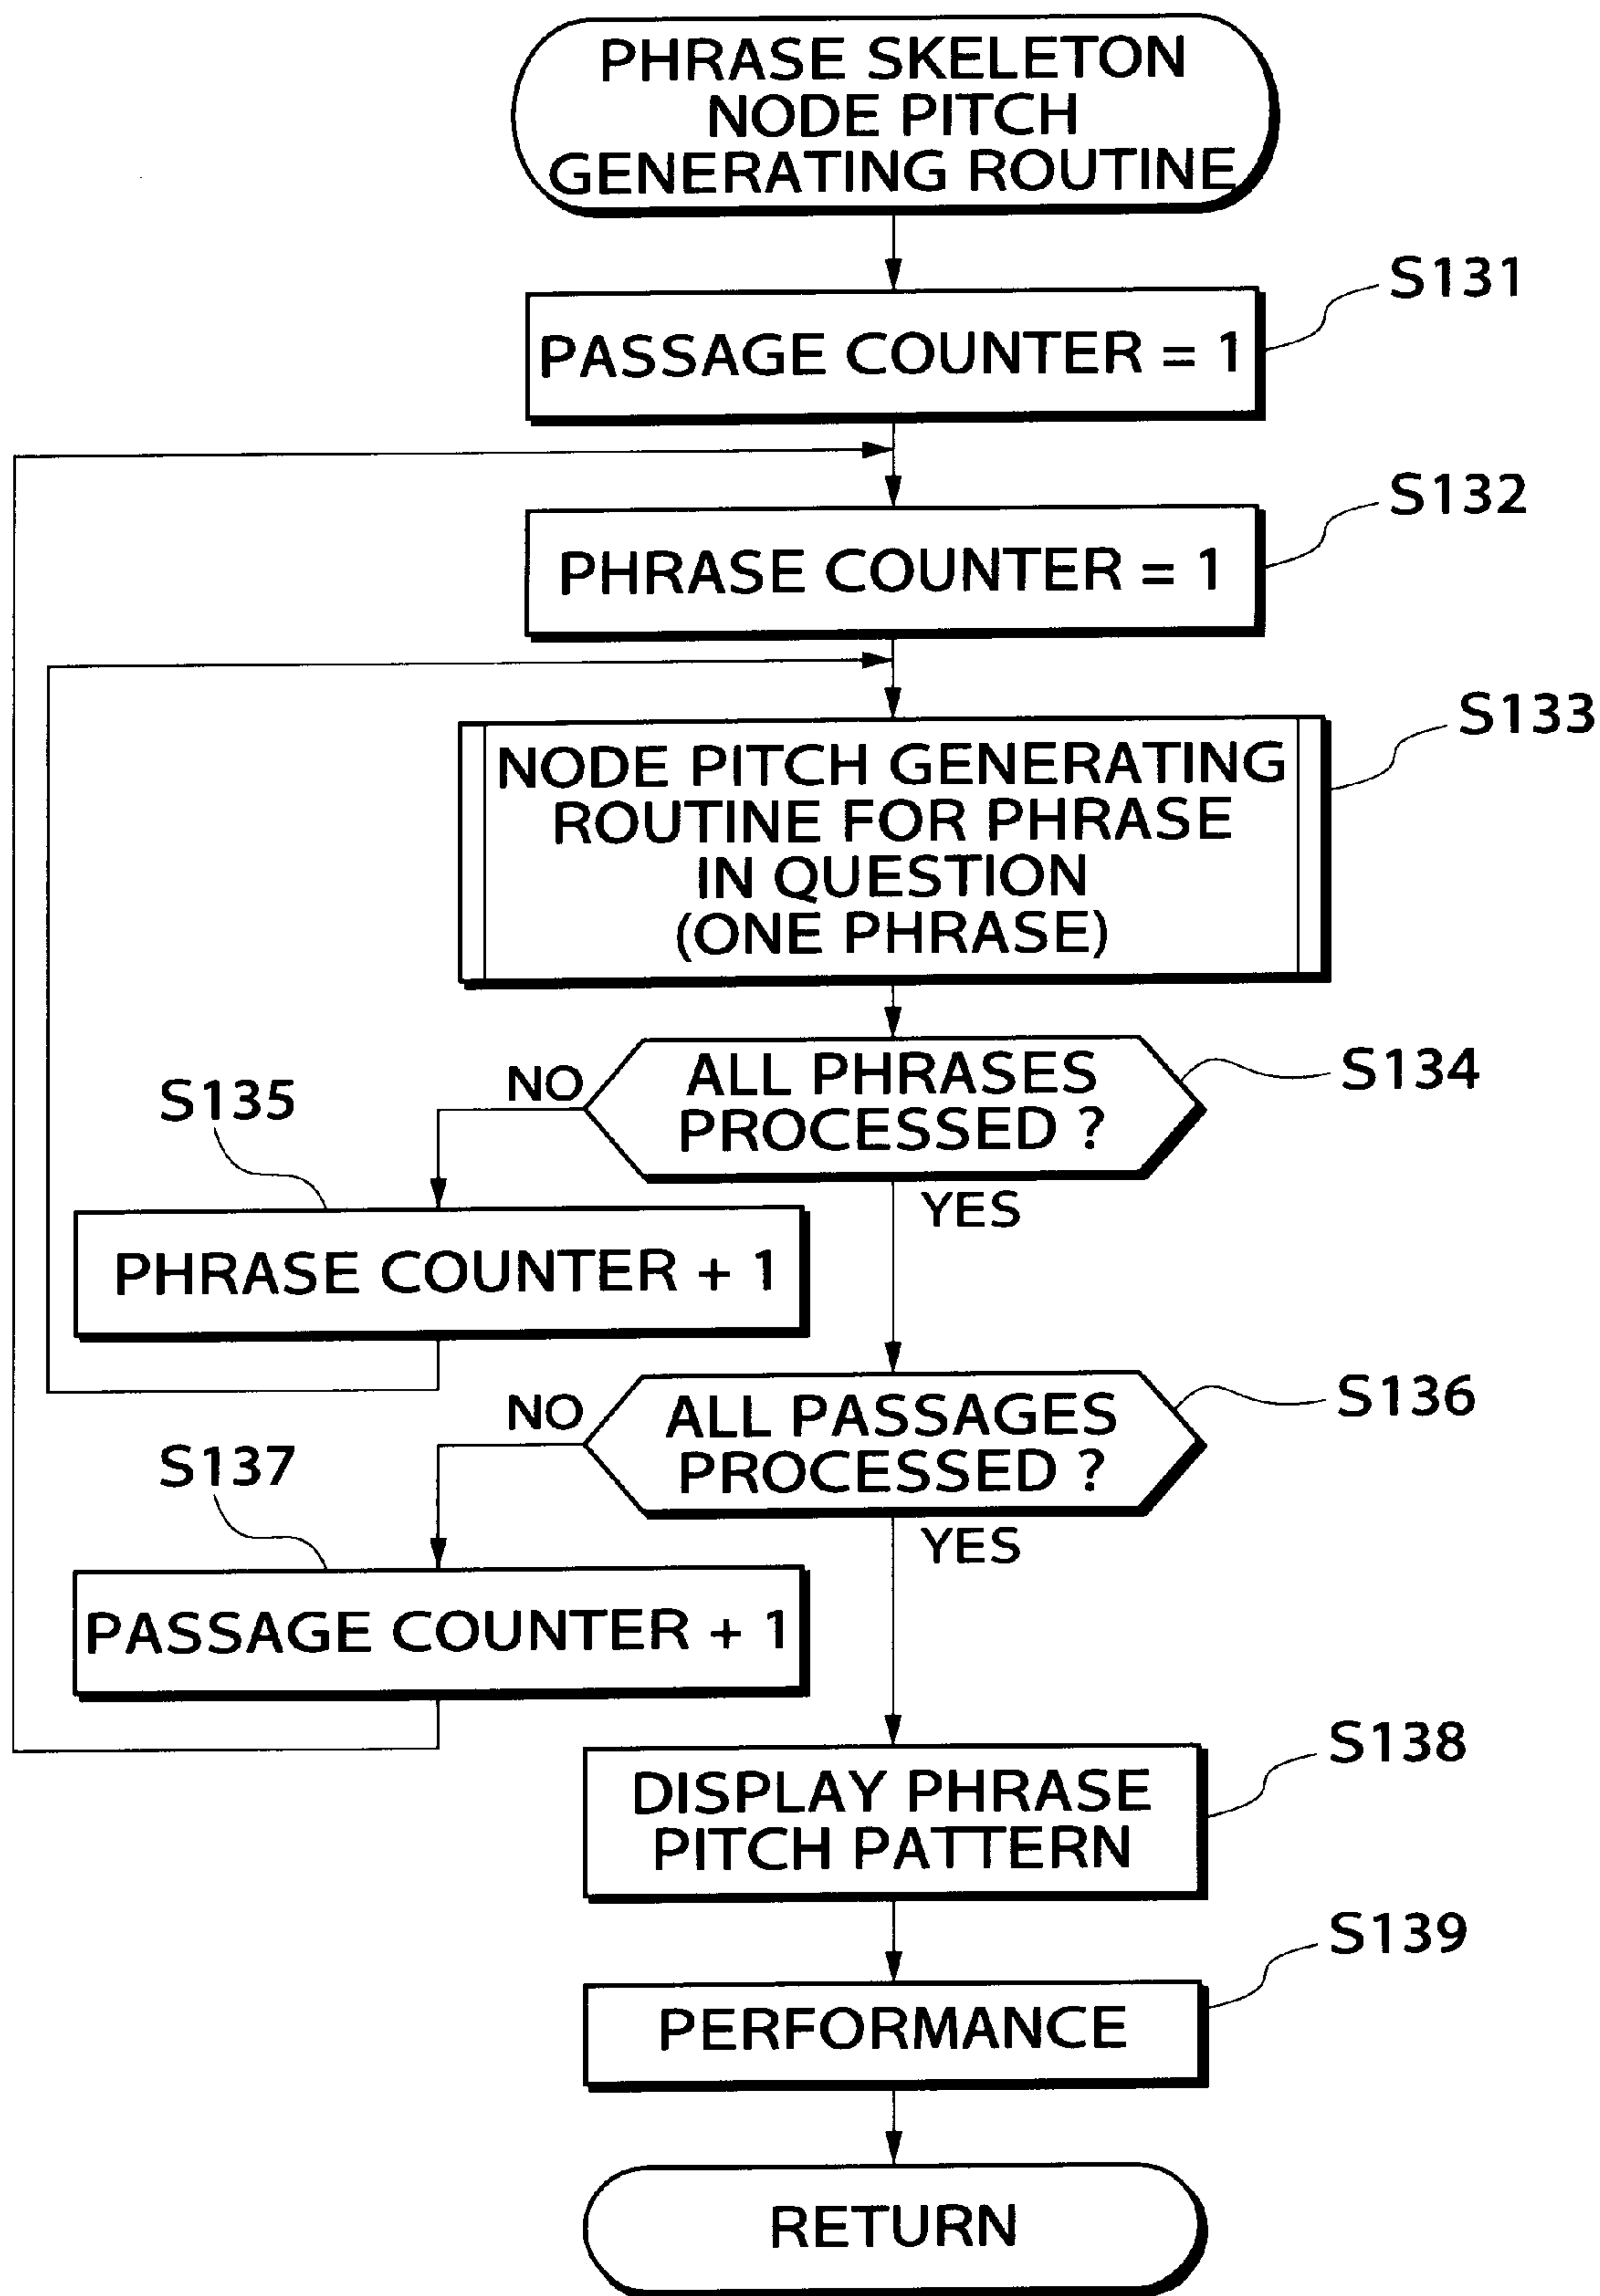 PHRASE SKELETON
NODE PITCH
GENERATING ROUTINE
S131
PASSAGE COUNTER = 1
S132
PHRASE COUNTER = 1
S133
NODE PITCH GENERATING
ROUTINE FOR PHRASE
IN QUESTION
(ONE PHRASE)
S134
ALL PHRASES
PROCESSED ?
NO
YES
S135
PHRASE COUNTER + 1
S136
ALL PASSAGES
PROCESSED ?
NO
YES
S137
PASSAGE COUNTER + 1
S138
DISPLAY PHRASE
PITCH PATTERN
S139
PERFORMANCE
RETURN